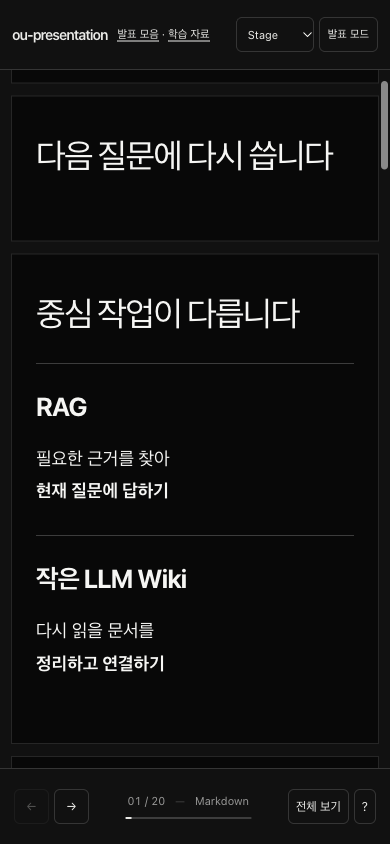 ou-presentation 발표 모음 · 학습 자료 Stage 발표 모드
다음 질문에 다시 씁니다
중심 작업이 다릅니다
RAG
필요한 근거를 찾아
현재 질문에 답하기
작은 LLM Wiki
다시 읽을 문서를
정리하고 연결하기
← → 01 / 20 — Markdown 전체 보기 ?